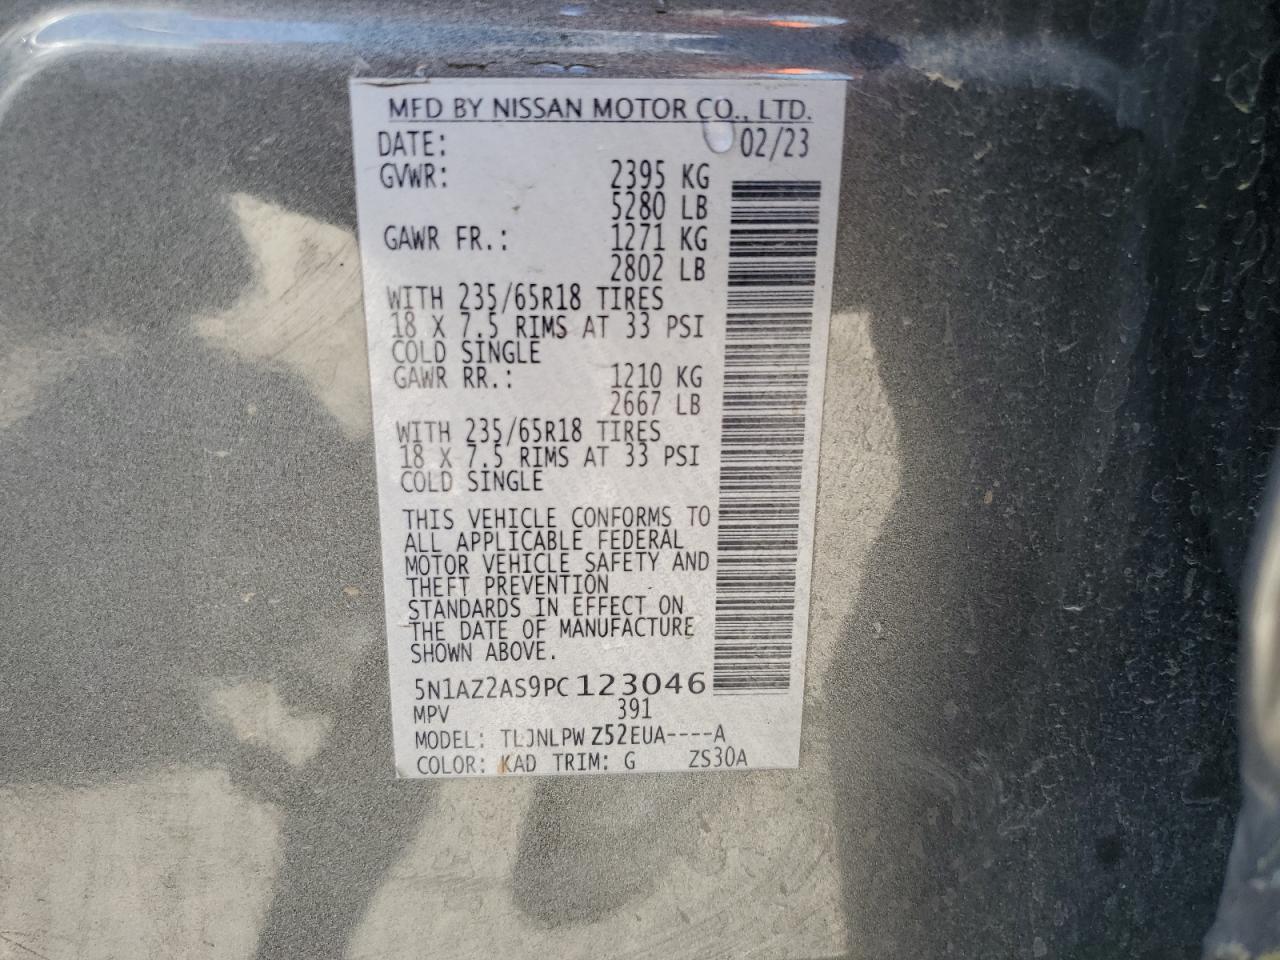 MFD BY NISSAN MOTOR CO., LTD.
DATE: 02/23
GVWR: 2395 KG
5280 LB
GAWR FR.: 1271 KG
2802 LB
WITH 235/65R18 TIRES
18 X 7.5 RIMS AT 33 PSI
COLD SINGLE
GAWR RR.: 1210 KG
2667 LB
WITH 235/65R18 TIRES
18 X 7.5 RIMS AT 33 PSI
COLD SINGLE
THIS VEHICLE CONFORMS TO
ALL APPLICABLE FEDERAL
MOTOR VEHICLE SAFETY AND
THEFT PREVENTION
STANDARDS IN EFFECT ON
THE DATE OF MANUFACTURE
SHOWN ABOVE.
5N1AZ2AS9PC123046
MPV 391
MODEL: TLJNLPWZ52EUA----A
COLOR: KAD TRIM: G ZS30A